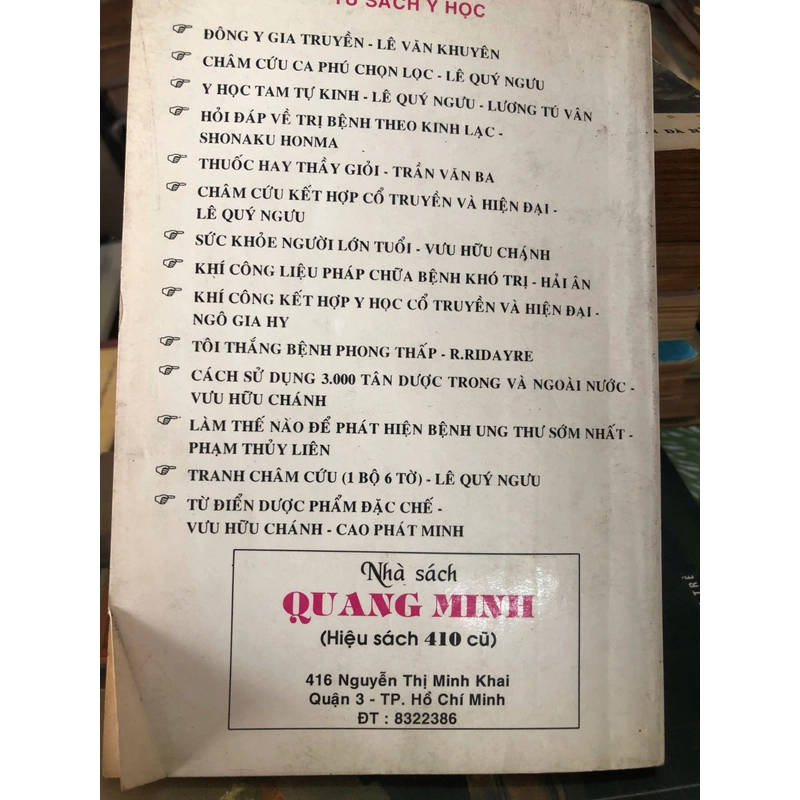 TỦ SÁCH Y HỌC
ĐÔNG Y GIA TRUYỀN - LÊ VĂN KHUYÊN
CHÂM CỨU CA PHÚ CHỌN LỌC - LÊ QUÝ NGƯU
Y HỌC TAM TỰ KINH - LÊ QUÝ NGƯU - LƯƠNG TÚ VÂN
HỎI ĐÁP VỀ TRỊ BỆNH THEO KINH LẠC -
SHONAKU HONMA
THUỐC HAY THẦY GIỎI - TRẦN VĂN BA
CHÂM CỨU KẾT HỢP CỔ TRUYỀN VÀ HIỆN ĐẠI -
LÊ QUÝ NGƯU
SỨC KHỎE NGƯỜI LỚN TUỔI - VƯU HỮU CHÁNH
KHÍ CÔNG LIỆU PHÁP CHỮA BỆNH KHÓ TRỊ - HẢI ÂN
KHÍ CÔNG KẾT HỢP Y HỌC CỔ TRUYỀN VÀ HIỆN ĐẠI -
NGÔ GIA HY
TÔI THẮNG BỆNH PHONG THẤP - R.RIDAYRE
CÁCH SỬ DỤNG 3.000 TÂN DƯỢC TRONG VÀ NGOÀI NƯỚC -
VƯU HỮU CHÁNH
LÀM THẾ NÀO ĐỂ PHÁT HIỆN BỆNH UNG THƯ SỚM NHẤT -
PHẠM THỦY LIÊN
TRANH CHÂM CỨU (1 BỘ 6 TỜ) - LÊ QUÝ NGƯU
TỪ ĐIỂN DƯỢC PHẨM ĐẶC CHẾ -
VƯU HỮU CHÁNH - CAO PHÁT MINH
Nhà sách
QUANG MINH
(Hiệu sách 410 cũ)
416 Nguyễn Thị Minh Khai
Quận 3 - TP. Hồ Chí Minh
ĐT : 8322386
TRẺ